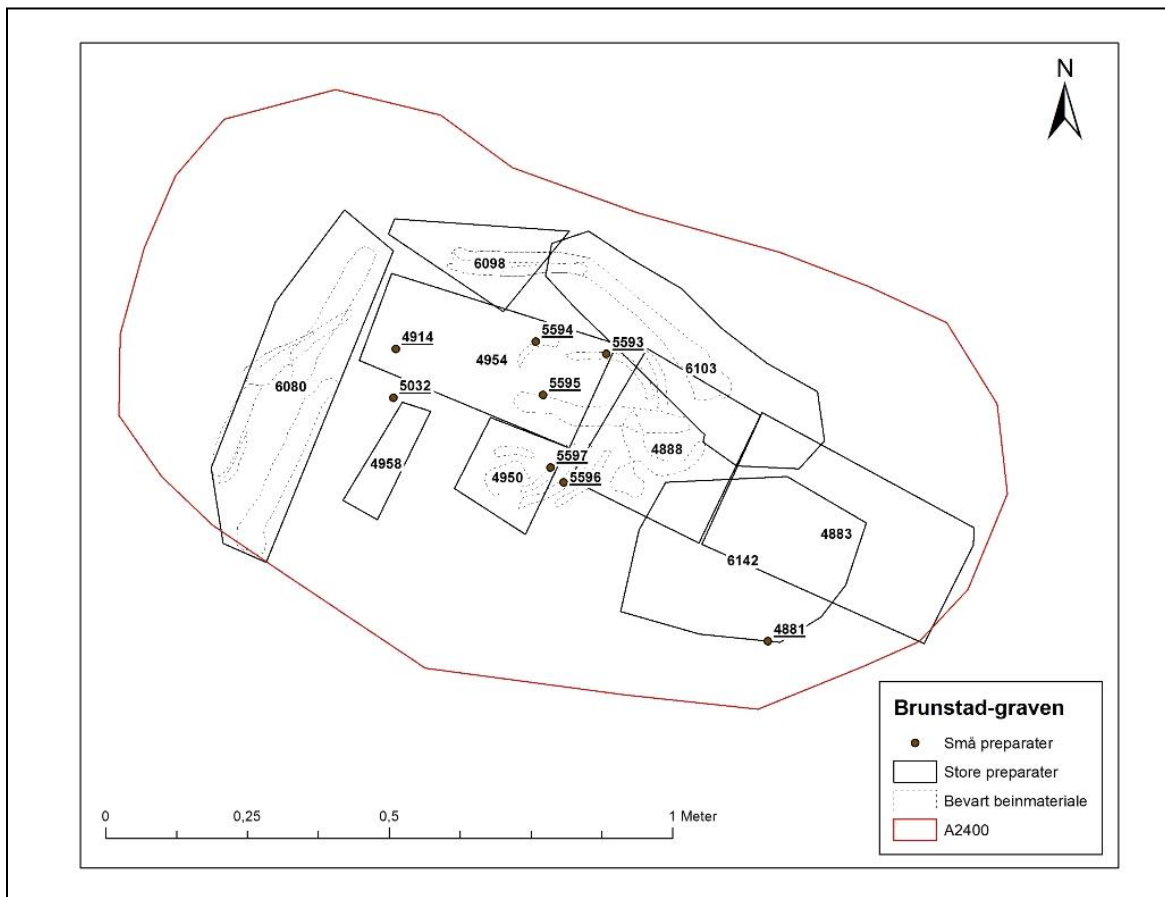 N
6098
5594
4914
5593
4954
6103
6080
5595
5032
4888
4958
5597
4950
5596
4883
6142
4881
Brunstad-graven
Små preparater
Store preparater
Bevart beinmateriale
A2400
0 0,25 0,5 1 Meter